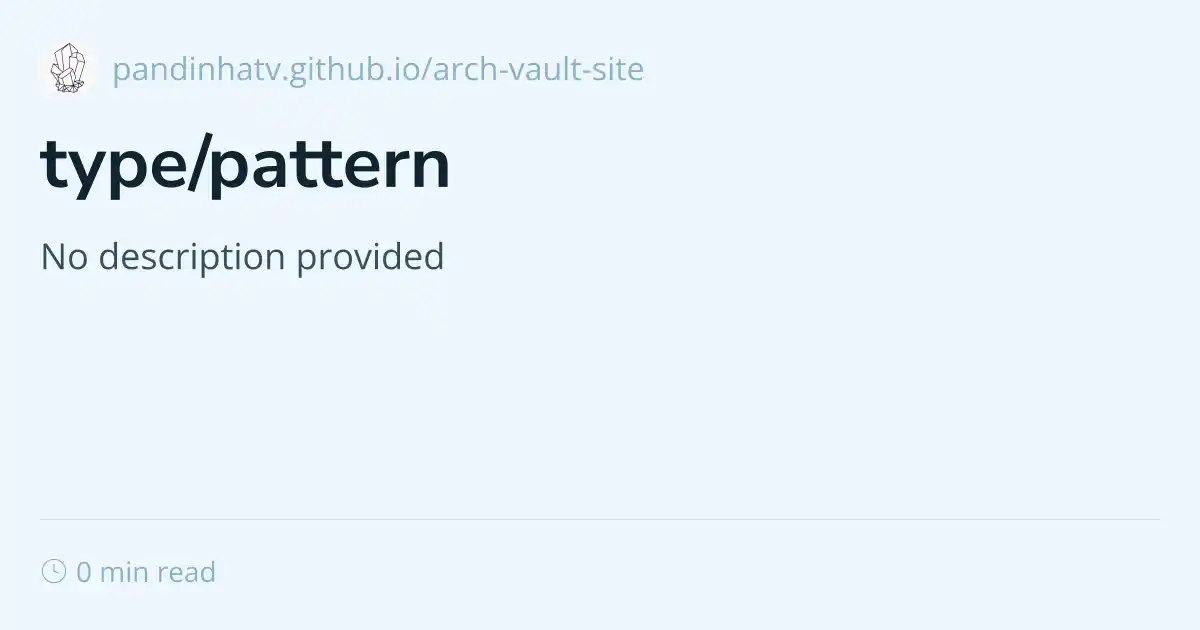 pandinhatv.github.io/arch-vault-site
type/pattern
No description provided
0 min read